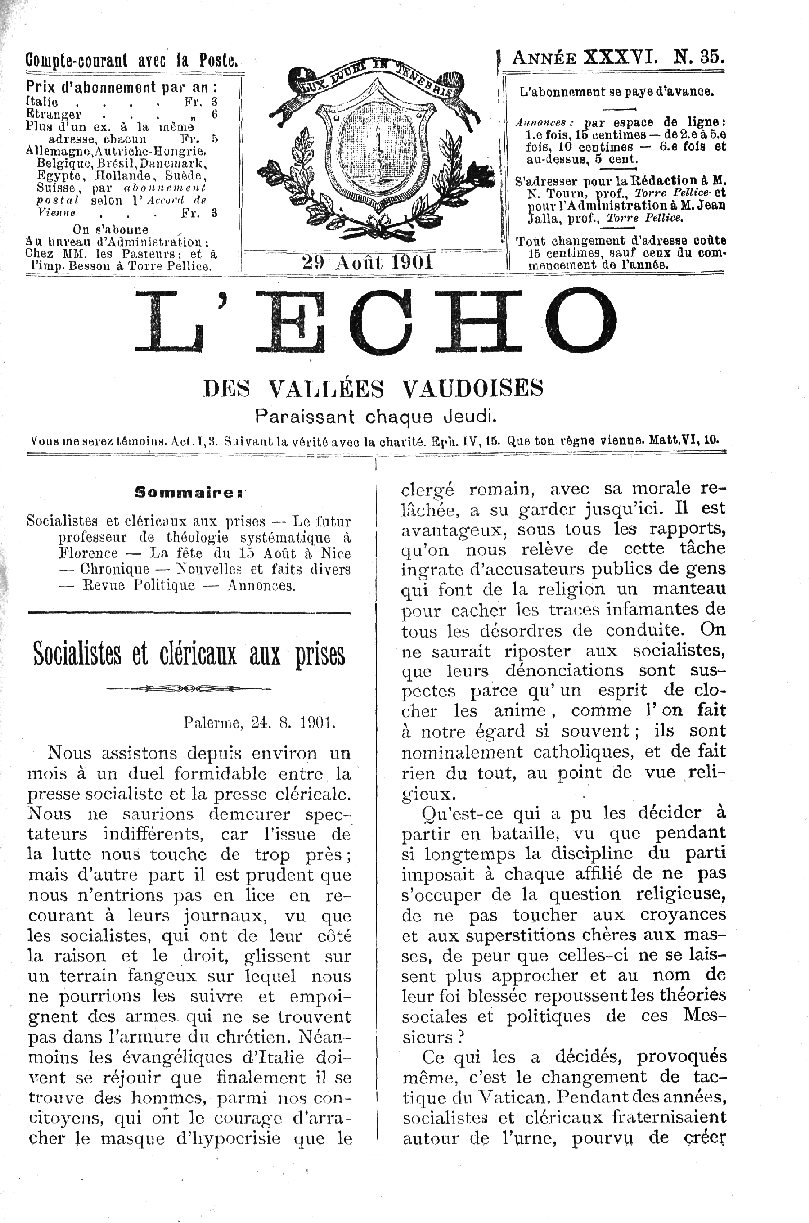 Compte-courant avec la Poste.
Prix d'abonnement par an :
Italie . . . . Fr. 3
Etranger . . . „ 6
Plus d'un ex. à la même
adresse, chacun Fr. 5
Allemagne, Autriche-Hongrie,
Belgique, Brésil, Danemark,
Egypte, Hollande, Suède,
Suisse, par abonnement
postal selon l'Accord de
Vienne . . . Fr. 3
On s'abonne
Au bureau d'Administration ;
Chez MM. les Pasteurs ; et à
l'imp. Besson à Torre Pellice.
LUX LUCET IN TENEBRIS
29 Août 1901
ANNÉE XXXVI. N. 35.
L'abonnement se paye d'avance.
Annonces : par espace de ligne :
1.e fois, 15 centimes — de 2.e à 5.e
fois, 10 centimes — 6.e fois et
au-dessus, 5 cent.
S'adresser pour la Rédaction à M.
N. Tourn, prof., Torre Pellice et
pour l'Administration à M. Jean
Jalla, prof., Torre Pellice.
Tout changement d'adresse coûte
15 centimes, sauf ceux du com-
mencement de l'année.
L'ECHO
DES VALLÉES VAUDOISES
Paraissant chaque Jeudi.
Vous me serez témoins. Act. 1,3. Suivant la vérité avec la charité. Eph. IV, 15. Que ton règne vienne. Matt. VI, 10.
Sommaire :
Socialistes et cléricaux aux prises — Le futur
professeur de théologie systématique à
Florence — La fête du 15 Août à Nice
— Chronique — Nouvelles et faits divers
— Revue Politique — Annonces.
Socialistes et cléricaux aux prises
Palerme, 24. 8. 1901.
Nous assistons depuis environ un
mois à un duel formidable entre la
presse socialiste et la presse cléricale.
Nous ne saurions demeurer spec-
tateurs indifférents, car l'issue de
la lutte nous touche de trop près ;
mais d'autre part il est prudent que
nous n'entrions pas en lice en re-
courant à leurs journaux, vu que
les socialistes, qui ont de leur côté
la raison et le droit, glissent sur
un terrain fangeux sur lequel nous
ne pourrions les suivre et empoi-
gnent des armes qui ne se trouvent
pas dans l'armure du chrétien. Néan-
moins les évangéliques d'Italie doi-
vent se réjouir que finalement il se
trouve des hommes, parmi nos con-
citoyens, qui ont le courage d'arra-
cher le masque d'hypocrisie que le
clergé romain, avec sa morale re-
lâchée, a su garder jusqu'ici. Il est
avantageux, sous tous les rapports,
qu'on nous relève de cette tâche
ingrate d'accusateurs publics de gens
qui font de la religion un manteau
pour cacher les traces infamantes de
tous les désordres de conduite. On
ne saurait riposter aux socialistes,
que leurs dénonciations sont sus-
pectes parce qu'un esprit de clo-
cher les anime, comme l'on fait
à notre égard si souvent ; ils sont
nominalement catholiques, et de fait
rien du tout, au point de vue reli-
gieux.
Qu'est-ce qui a pu les décider à
partir en bataille, vu que pendant
si longtemps la discipline du parti
imposait à chaque affilié de ne pas
s'occuper de la question religieuse,
de ne pas toucher aux croyances
et aux superstitions chères aux mas-
ses, de peur que celles-ci ne se lais-
sent plus approcher et au nom de
leur foi blessée repoussent les théories
sociales et politiques de ces Mes-
sieurs ?
Ce qui les a décidés, provoqués
même, c'est le changement de tac-
tique du Vatican. Pendant des années,
socialistes et cléricaux fraternisaient
autour de l'urne, pourvu de créer